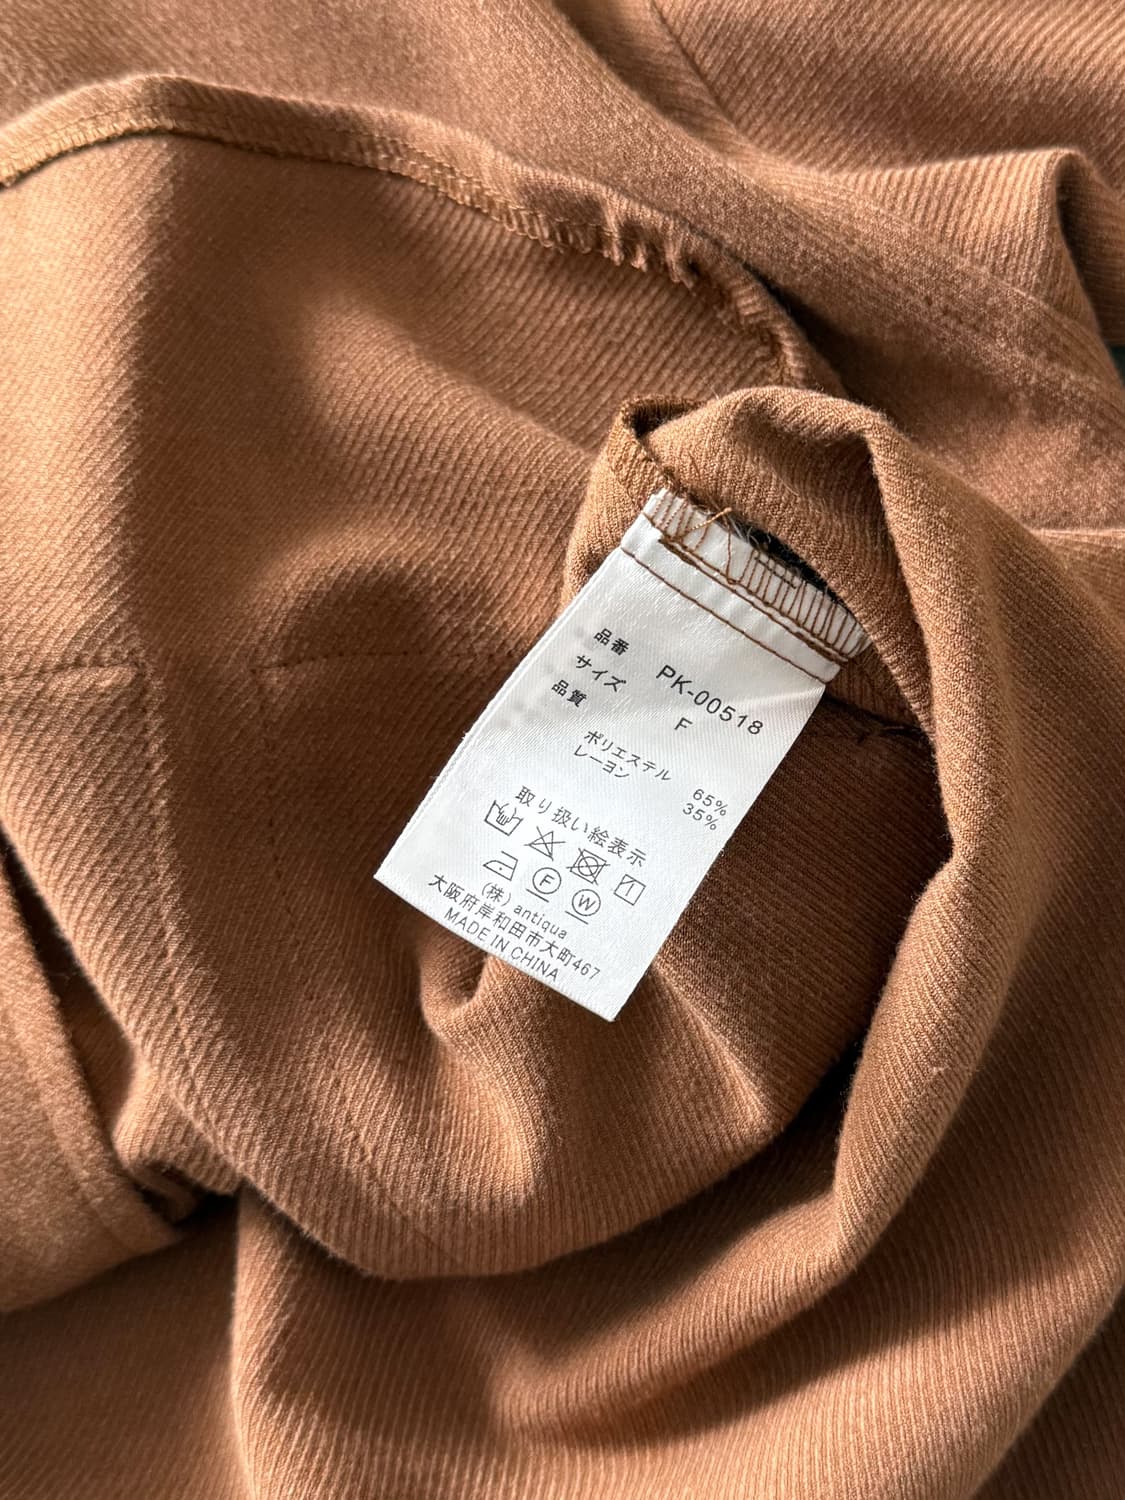 品番 PK-00518
サイズ F
品質
ポリエステル 65%
レーヨン 35%
取り扱い絵表示
F W
(株) antiqua
大阪府岸和田市大町467
MADE IN CHINA